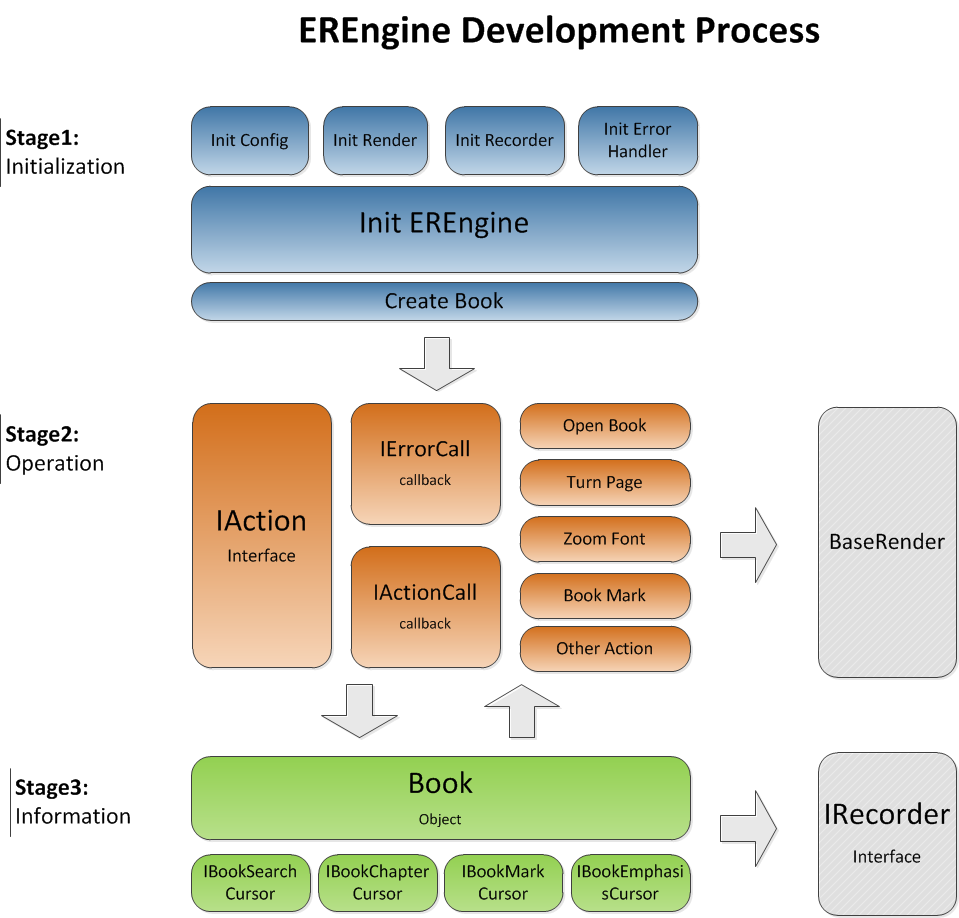 EREngine Development Process
Stage1:
Initialization
Init Config
Init Render
Init Recorder
Init Error
Handler
Init EREngine
Create Book
Stage2:
Operation
IAction
Interface
IErrorCall
callback
IActionCall
callback
Open Book
Turn Page
Zoom Font
Book Mark
Other Action
BaseRender
Stage3:
Information
Book
Object
IBookSearch
Cursor
IBookChapter
Cursor
IBookMark
Cursor
IBookEmphasi
sCursor
IRecorder
Interface